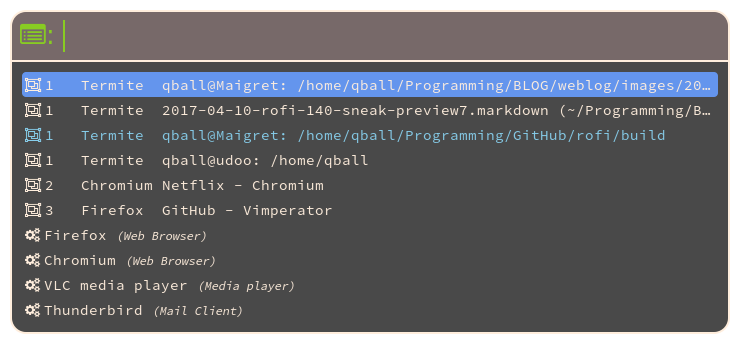 :
1 Termite qball@Maigret: /home/qball/Programming/BLOG/weblog/images/20…
1 Termite 2017-04-10-rofi-140-sneak-preview7.markdown (~/Programming/B…
1 Termite qball@Maigret: /home/qball/Programming/GitHub/rofi/build
1 Termite qball@udoo: /home/qball
2 Chromium Netflix - Chromium
3 Firefox GitHub - Vimperator
Firefox (Web Browser)
Chromium (Web Browser)
VLC media player (Media player)
Thunderbird (Mail Client)